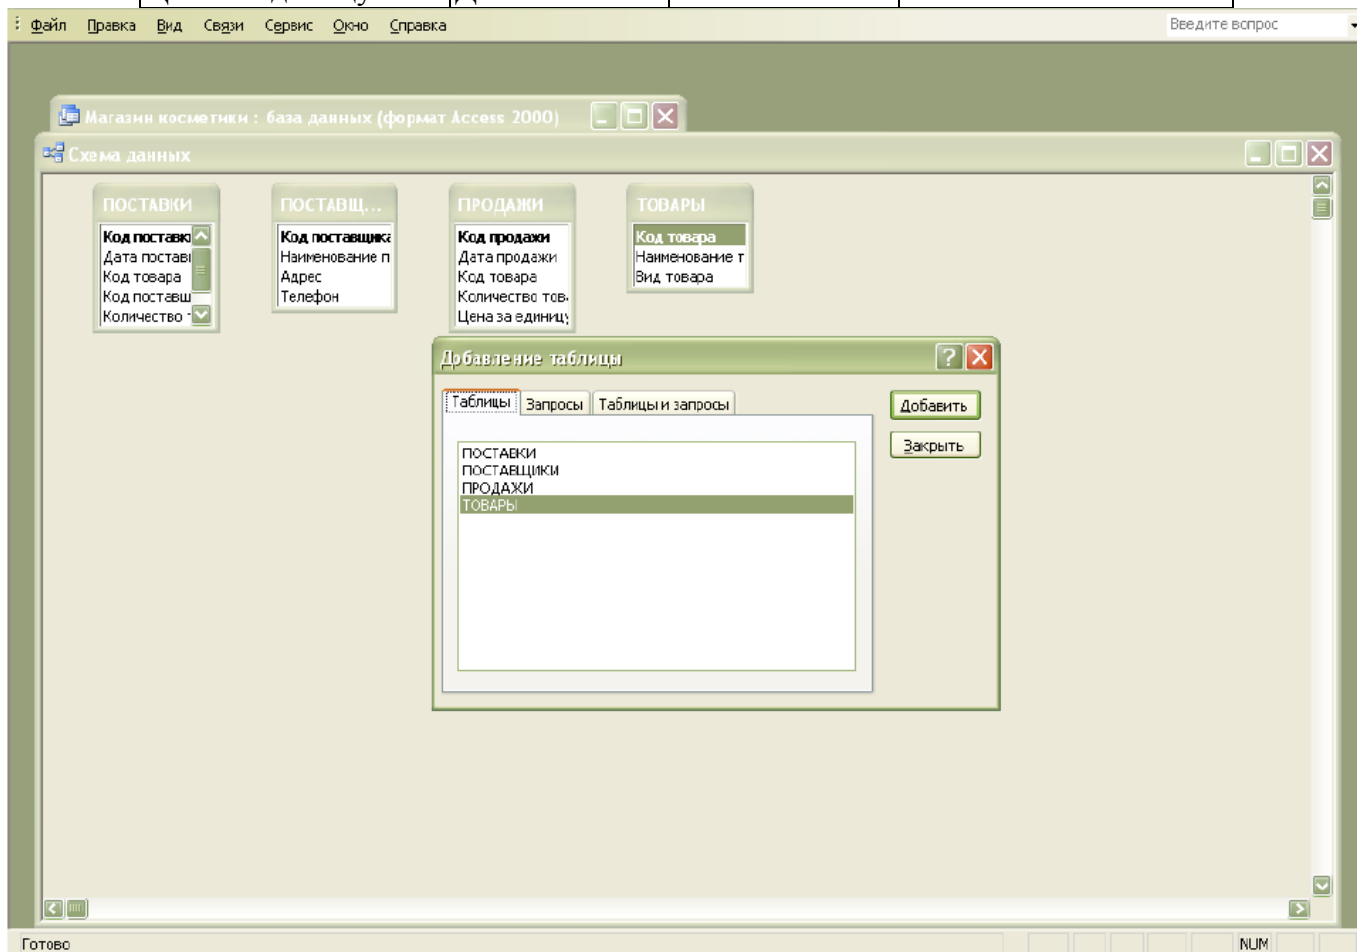 Файл Правка Вид Связи Сервис Окно Справка Введите вопрос
Магазин косметики : база данных (формат Access 2000)
Схема данных
ПОСТАВКИ ПОСТАВЩ... ПРОДАЖИ ТОВАРЫ
Код поставк Код поставщика Код продажи Код товара
Дата постав Наименование п Дата продажи Наименование т
Код товара Адрес Код товара Вид товара
Код поставщ Телефон Количество тов
Количество Цена за единиц
Добавление таблицы
Таблицы Запросы Таблицы и запросы Добавить
Закрыть
ПОСТАВКИ
ПОСТАВЩИКИ
ПРОДАЖИ
ТОВАРЫ
Готово NUM